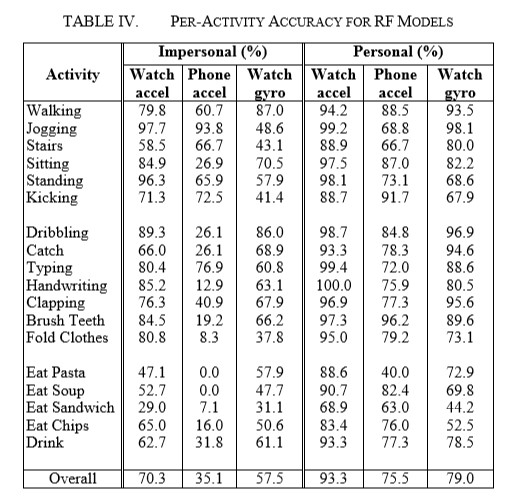 TABLE IV. PER-ACTIVITY ACCURACY FOR RF MODELS
Impersonal (%) Personal (%)
Activity Watch accel Phone accel Watch gyro Watch accel Phone accel Watch gyro
Walking 79.8 60.7 87.0 94.2 88.5 93.5
Jogging 97.7 93.8 48.6 99.2 68.8 98.1
Stairs 58.5 66.7 43.1 88.9 66.7 80.0
Sitting 84.9 26.9 70.5 97.5 87.0 82.2
Standing 96.3 65.9 57.9 98.1 73.1 68.6
Kicking 71.3 72.5 41.4 88.7 91.7 67.9
Dribbling 89.3 26.1 86.0 98.7 84.8 96.9
Catch 66.0 26.1 68.9 93.3 78.3 94.6
Typing 80.4 76.9 60.8 99.4 72.0 88.6
Handwriting 85.2 12.9 63.1 100.0 75.9 80.5
Clapping 76.3 40.9 67.9 96.9 77.3 95.6
Brush Teeth 84.5 19.2 66.2 97.3 96.2 89.6
Fold Clothes 80.8 8.3 37.8 95.0 79.2 73.1
Eat Pasta 47.1 0.0 57.9 88.6 40.0 72.9
Eat Soup 52.7 0.0 47.7 90.7 82.4 69.8
Eat Sandwich 29.0 7.1 31.1 68.9 63.0 44.2
Eat Chips 65.0 16.0 50.6 83.4 76.0 52.5
Drink 62.7 31.8 61.1 93.3 77.3 78.5
Overall 70.3 35.1 57.5 93.3 75.5 79.0